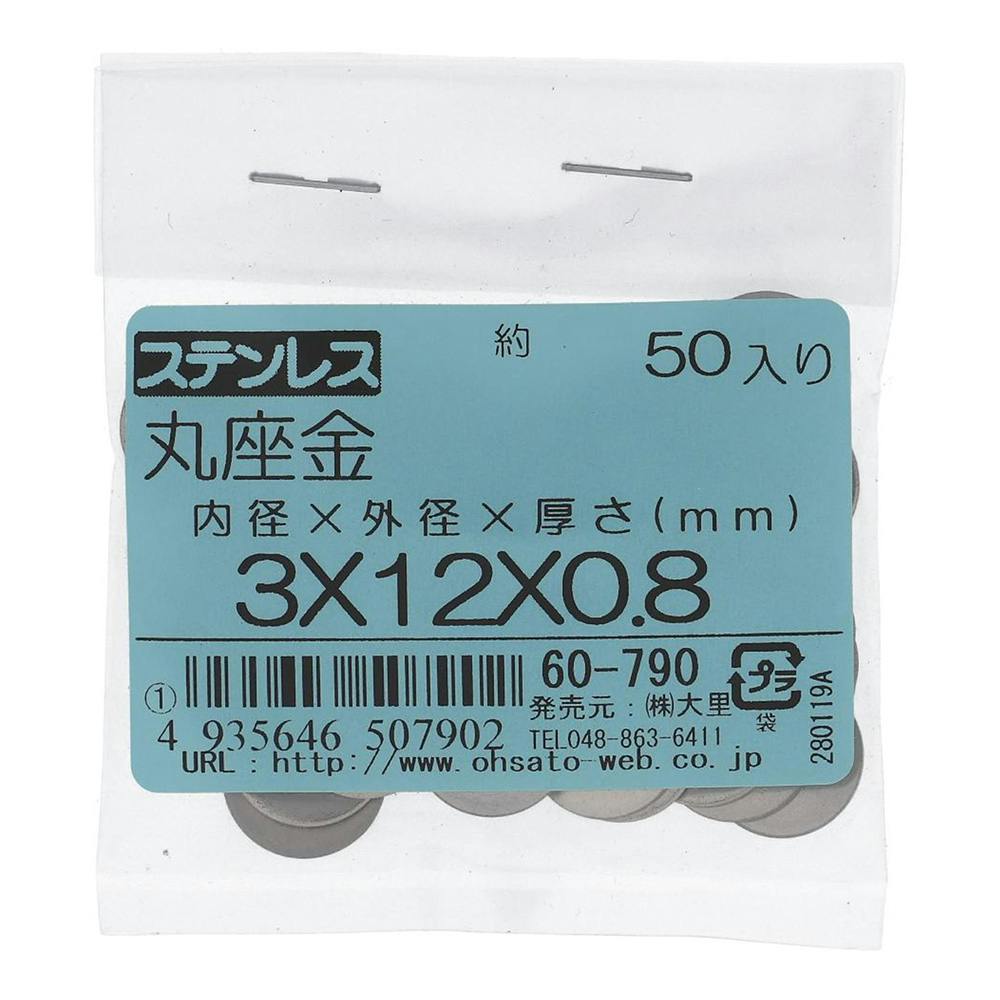 ステンレス 約 50入り
丸座金
内径×外径×厚さ(mm)
3X12X0.8
① 60-790 プラ
発売元:㈱大里 袋
4 935646 507902 TEL048-863-6411
URL:http://www.ohsato-web.co.jp
280119A